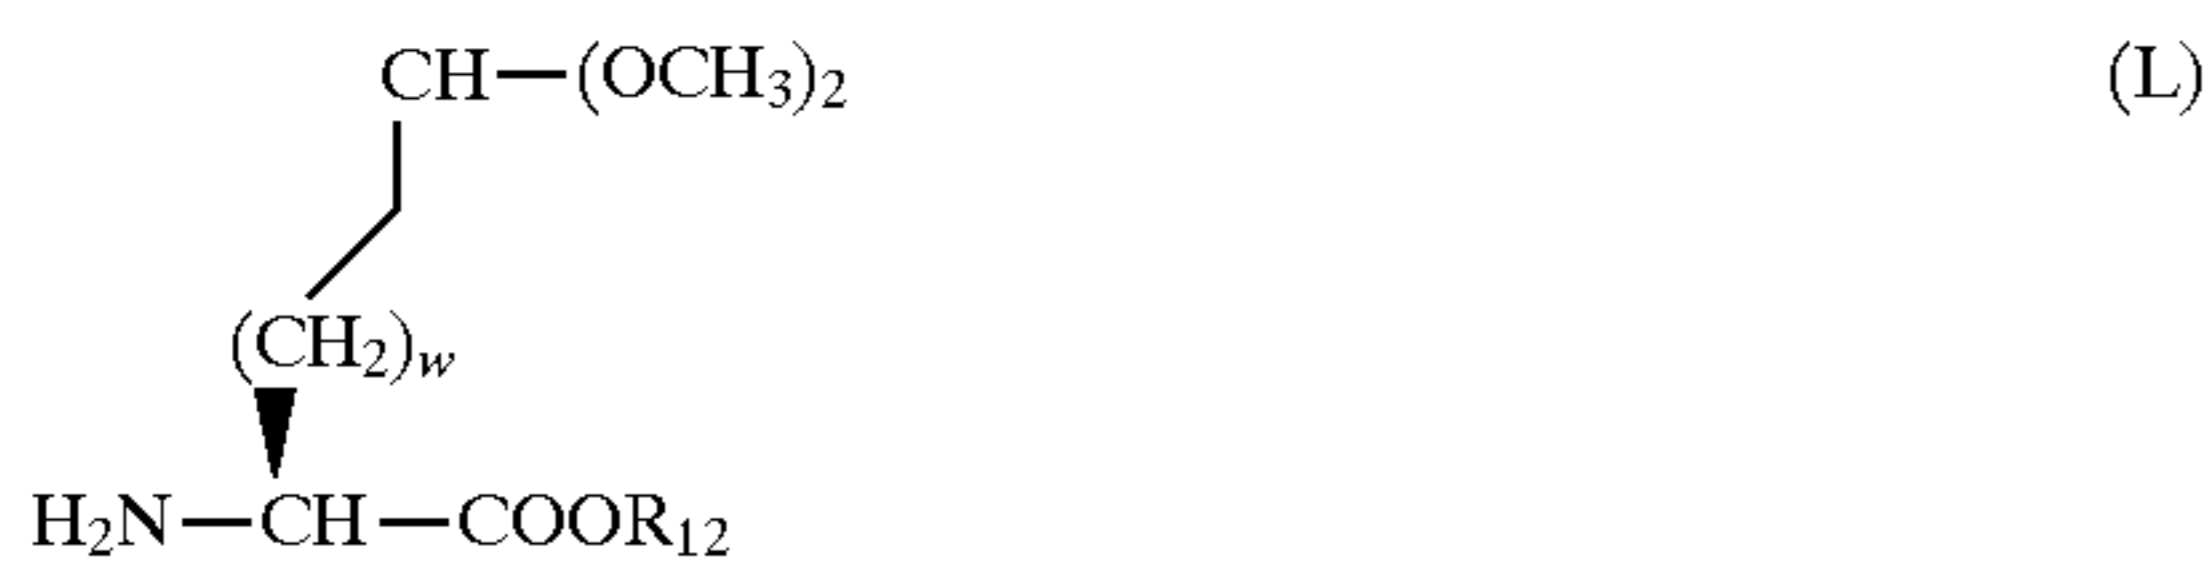 CH—(OCH₃)₂ (L)
(CH₂)w
H₂N—CH—COOR₁₂